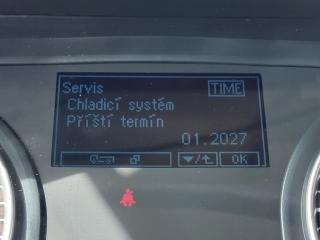 Servis TIME
Chladicí systém
Příští termín
01.2027
/ OK